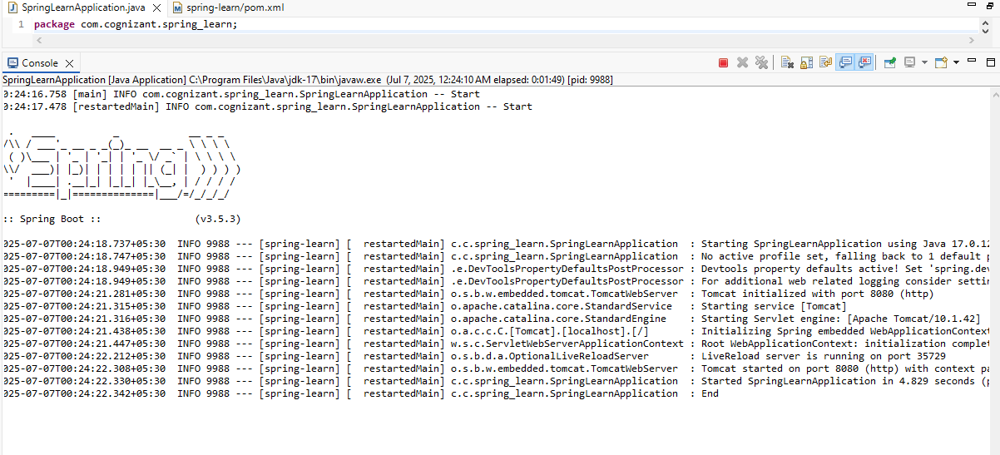 SpringLearnApplication.java spring-learn/pom.xml
1 package com.cognizant.spring_learn;
Console
SpringLearnApplication [Java Application] C:\Program Files\Java\jdk-17\bin\javaw.exe (Jul 7, 2025, 12:24:10 AM elapsed: 0:01:49) [pid: 9988]
0:24:16.758 [main] INFO com.cognizant.spring_learn.SpringLearnApplication -- Start
0:24:17.478 [restartedMain] INFO com.cognizant.spring_learn.SpringLearnApplication -- Start
Spring
:: Spring Boot :: (v3.5.3)
025-07-07T00:24:18.737+05:30 INFO 9988 --- [spring-learn] [ restartedMain] c.c.spring_learn.SpringLearnApplication : Starting SpringLearnApplication using Java 17.0.12
025-07-07T00:24:18.747+05:30 INFO 9988 --- [spring-learn] [ restartedMain] c.c.spring_learn.SpringLearnApplication : No active profile set, falling back to 1 default p
025-07-07T00:24:18.949+05:30 INFO 9988 --- [spring-learn] [ restartedMain] .e.DevToolsPropertyDefaultsPostProcessor : Devtools property defaults active! Set 'spring.dev
025-07-07T00:24:18.949+05:30 INFO 9988 --- [spring-learn] [ restartedMain] .e.DevToolsPropertyDefaultsPostProcessor : For additional web related logging consider settin
025-07-07T00:24:21.281+05:30 INFO 9988 --- [spring-learn] [ restartedMain] o.s.b.w.embedded.tomcat.TomcatWebServer : Tomcat initialized with port 8080 (http)
025-07-07T00:24:21.315+05:30 INFO 9988 --- [spring-learn] [ restartedMain] o.apache.catalina.core.StandardService : Starting service [Tomcat]
025-07-07T00:24:21.316+05:30 INFO 9988 --- [spring-learn] [ restartedMain] o.apache.catalina.core.StandardEngine : Starting Servlet engine: [Apache Tomcat/10.1.42]
025-07-07T00:24:21.438+05:30 INFO 9988 --- [spring-learn] [ restartedMain] o.a.c.c.C.[Tomcat].[localhost].[/] : Initializing Spring embedded WebApplicationContext
025-07-07T00:24:21.447+05:30 INFO 9988 --- [spring-learn] [ restartedMain] w.s.c.ServletWebServerApplicationContext : Root WebApplicationContext: initialization complet
025-07-07T00:24:22.212+05:30 INFO 9988 --- [spring-learn] [ restartedMain] o.s.b.d.a.OptionalLiveReloadServer : LiveReload server is running on port 35729
025-07-07T00:24:22.308+05:30 INFO 9988 --- [spring-learn] [ restartedMain] o.s.b.w.embedded.tomcat.TomcatWebServer : Tomcat started on port 8080 (http) with context pa
025-07-07T00:24:22.330+05:30 INFO 9988 --- [spring-learn] [ restartedMain] c.c.spring_learn.SpringLearnApplication : Started SpringLearnApplication in 4.829 seconds (p
025-07-07T00:24:22.342+05:30 INFO 9988 --- [spring-learn] [ restartedMain] c.c.spring_learn.SpringLearnApplication : End